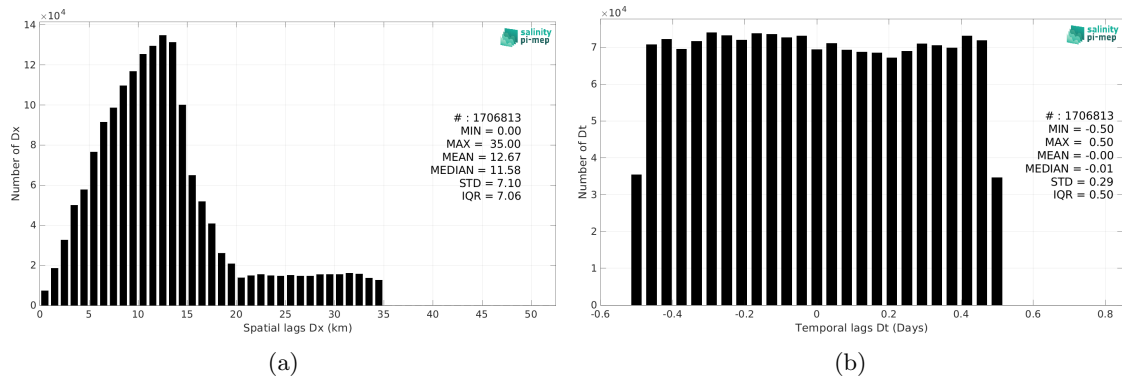 ×10⁴
14
12
10
8
6
4
2
0
Number of Dx
salinity
pi-mep
# : 1706813
MIN = 0.00
MAX = 35.00
MEAN = 12.67
MEDIAN = 11.58
STD = 7.10
IQR = 7.06
0 5 10 15 20 25 30 35 40 45 50
Spatial lags Dx (km)
(a)
×10⁴
7
6
5
4
3
2
1
0
Number of Dt
salinity
pi-mep
# : 1706813
MIN = -0.50
MAX = 0.50
MEAN = -0.00
MEDIAN = -0.01
STD = 0.29
IQR = 0.50
-0.6 -0.4 -0.2 0 0.2 0.4 0.6 0.8
Temporal lags Dt (Days)
(b)